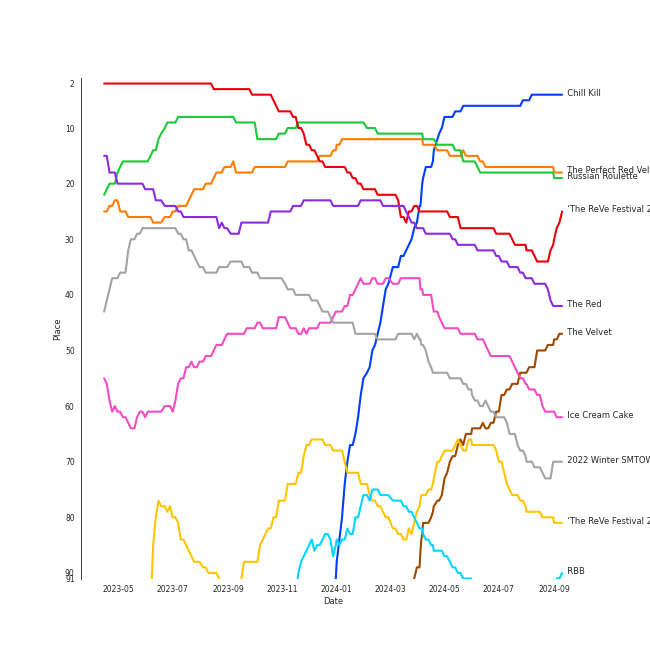 2
10
20
30
40
50
60
70
80
90
91
Place
2023-05
2023-07
2023-09
2023-11
2024-01
2024-03
2024-05
2024-07
2024-09
Date
Chill Kill
The Perfect Red Vel
Russian Roulette
'The ReVe Festival 2
The Red
The Velvet
Ice Cream Cake
2022 Winter SMTOW
'The ReVe Festival 2
RBB